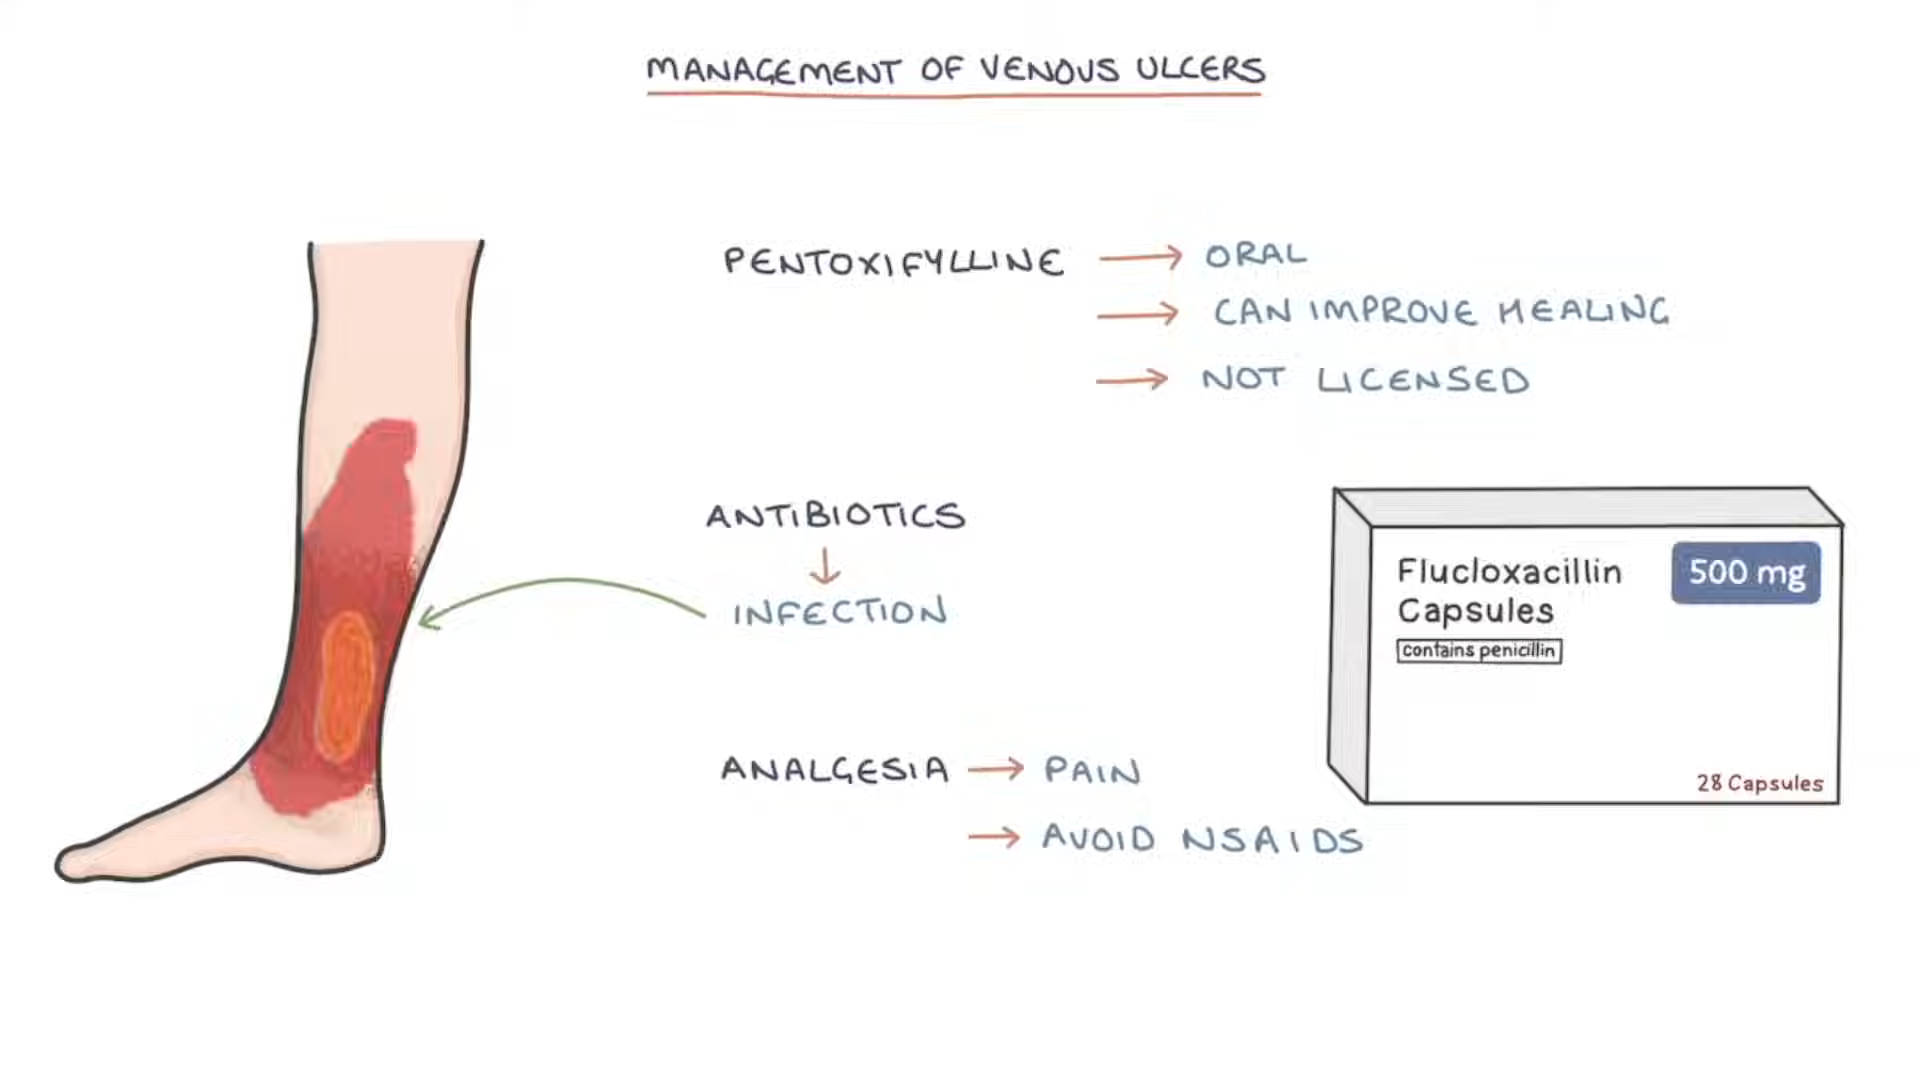 MANAGEMENT OF VENOUS ULCERS
PENTOXIFYLLINE → ORAL
→ CAN IMPROVE HEALING
→ NOT LICENSED
ANTIBIOTICS
↓
INFECTION
Flucloxacillin 500 mg
Capsules
contains penicillin
28 Capsules
ANALGESIA → PAIN
→ AVOID NSAIDS